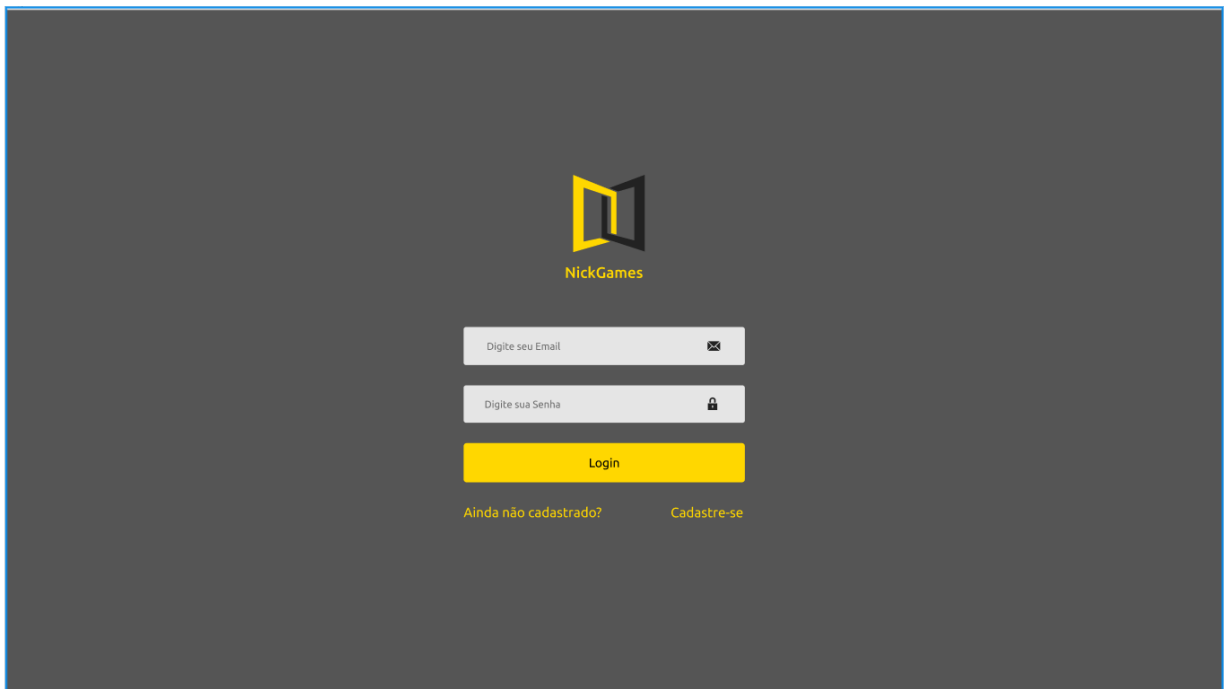 NickGames
Digite seu Email
Digite sua Senha
Login
Ainda não cadastrado? Cadastre-se